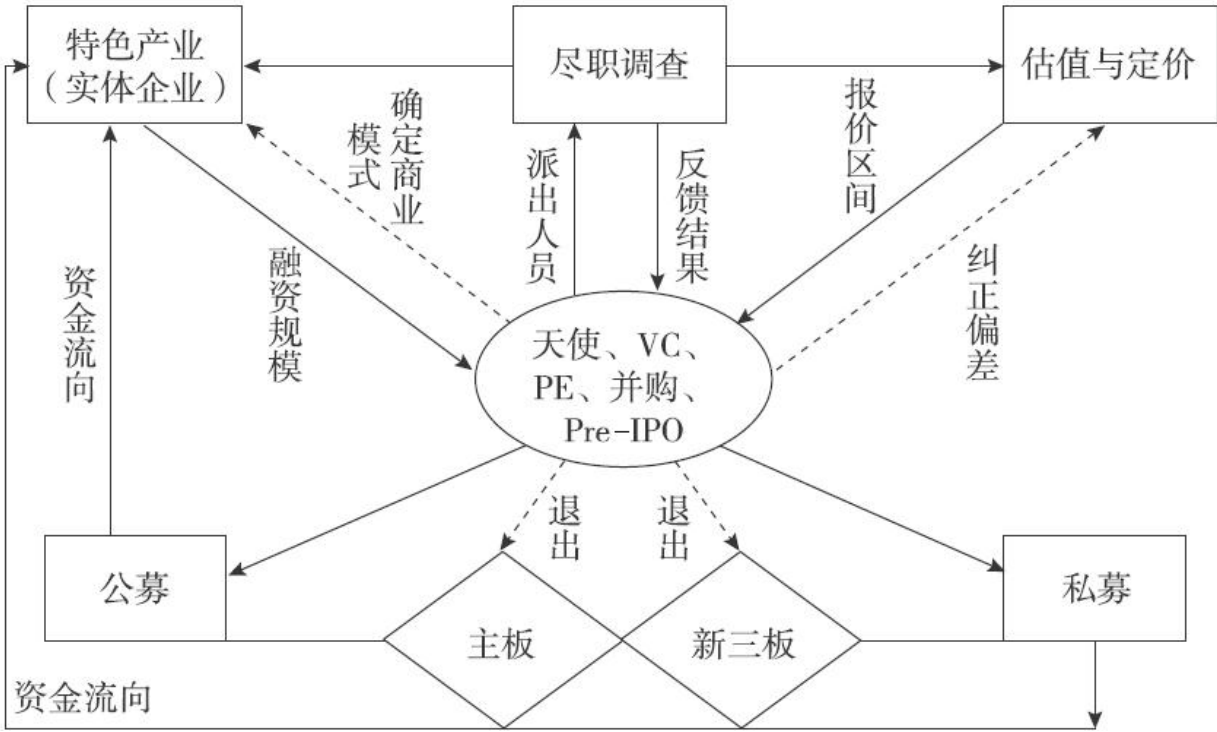 特色产业
（实体企业）
尽职调查
估值与定价
确定商业
模式
派出人员
反馈结果
报价区间
资金流向
融资规模
纠正偏差
天使、VC、
PE、并购、
Pre-IPO
退出
退出
公募
私募
主板
新三板
资金流向